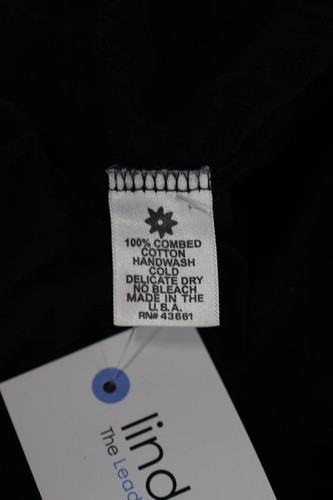 100% COMBED
COTTON
HANDWASH
COLD
DELICATE DRY
NO BLEACH
MADE IN THE
U.S.A.
RN# 43661
lind
The Lead